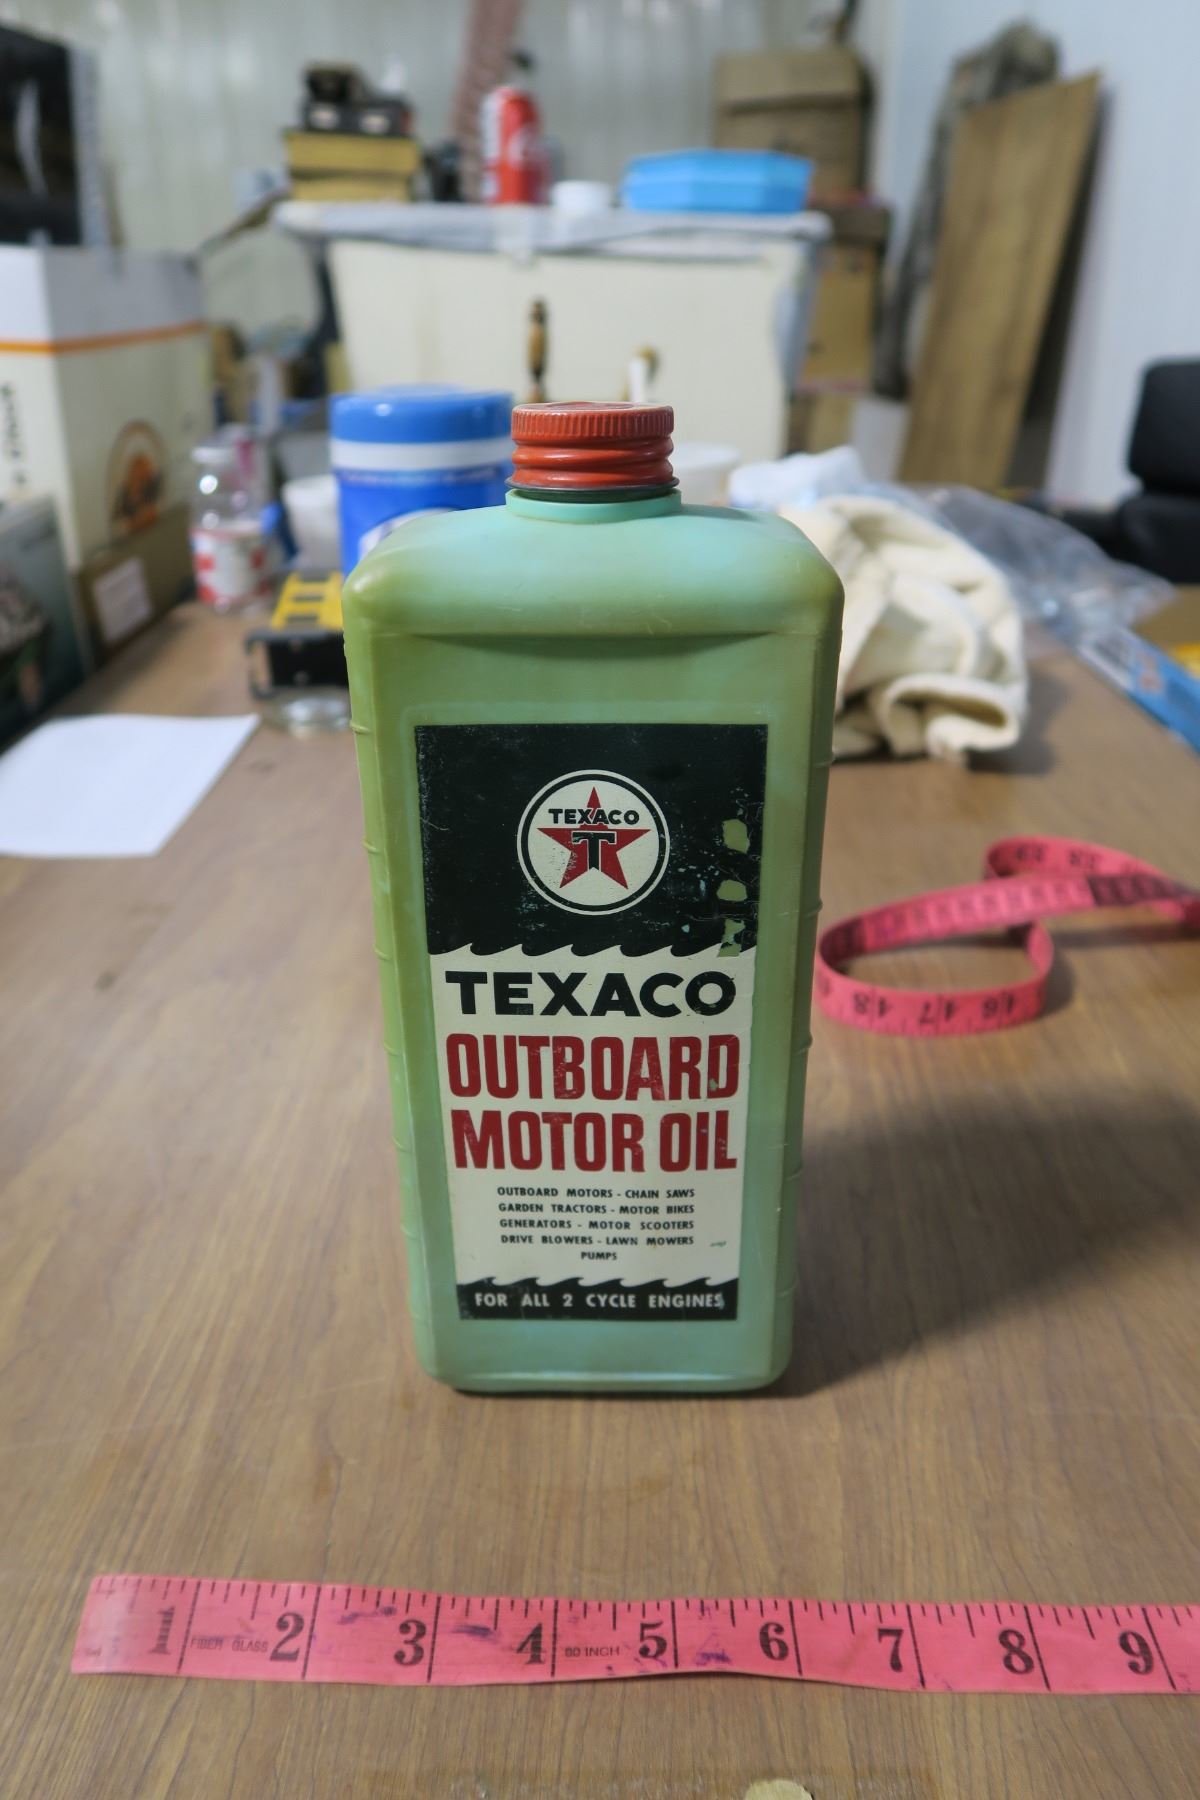 TEXACO
T
TEXACO
OUTBOARD
MOTOR OIL
OUTBOARD MOTORS - CHAIN SAWS
GARDEN TRACTORS - MOTOR BIKES
GENERATORS - MOTOR SCOOTERS
DRIVE BLOWERS - LAWN MOWERS
PUMPS
FOR ALL 2 CYCLE ENGINES
48 47 46
1 FIBER GLASS 2 3 4 80 INCH 5 6 7 8 9